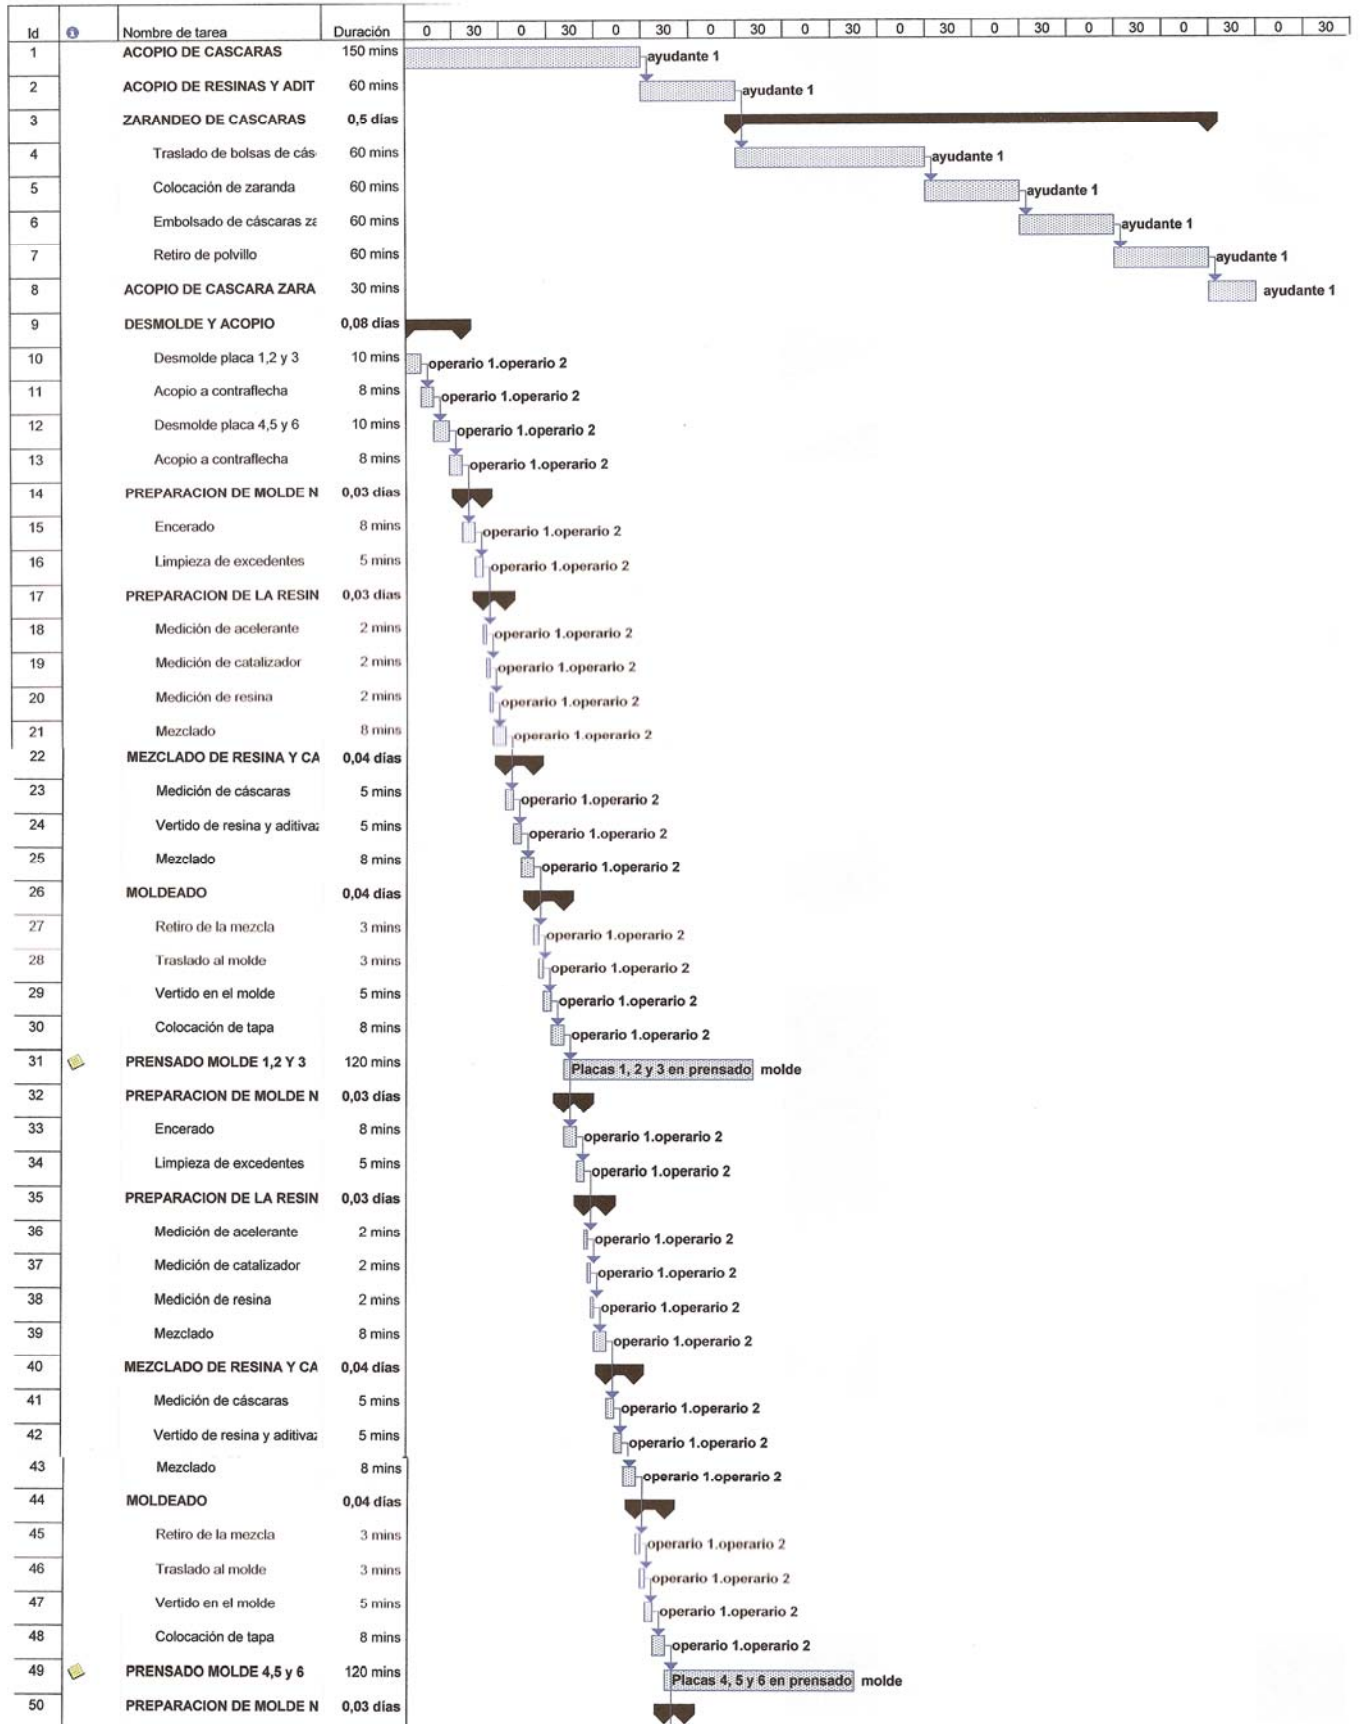 Id Nombre de tarea Duración 0 30 0 30 0 30 0 30 0 30 0 30 0 30 0 30 0 30 0 30
1 ACOPIO DE CASCARAS 150 mins ayudante 1
2 ACOPIO DE RESINAS Y ADIT 60 mins ayudante 1
3 ZARANDEO DE CASCARAS 0,5 días
4 Traslado de bolsas de cás 60 mins ayudante 1
5 Colocación de zaranda 60 mins ayudante 1
6 Embolsado de cáscaras za 60 mins ayudante 1
7 Retiro de polvillo 60 mins ayudante 1
8 ACOPIO DE CASCARA ZARA 30 mins ayudante 1
9 DESMOLDE Y ACOPIO 0,08 días
10 Desmolde placa 1,2 y 3 10 mins operario 1.operario 2
11 Acopio a contraflecha 8 mins operario 1.operario 2
12 Desmolde placa 4,5 y 6 10 mins operario 1.operario 2
13 Acopio a contraflecha 8 mins operario 1.operario 2
14 PREPARACION DE MOLDE N 0,03 días
15 Encerado 8 mins operario 1.operario 2
16 Limpieza de excedentes 5 mins operario 1.operario 2
17 PREPARACION DE LA RESIN 0,03 días
18 Medición de acelerante 2 mins operario 1.operario 2
19 Medición de catalizador 2 mins operario 1.operario 2
20 Medición de resina 2 mins operario 1.operario 2
21 Mezclado 8 mins operario 1.operario 2
22 MEZCLADO DE RESINA Y CA 0,04 días
23 Medición de cáscaras 5 mins operario 1.operario 2
24 Vertido de resina y aditivaz 5 mins operario 1.operario 2
25 Mezclado 8 mins operario 1.operario 2
26 MOLDEADO 0,04 días
27 Retiro de la mezcla 3 mins operario 1.operario 2
28 Traslado al molde 3 mins operario 1.operario 2
29 Vertido en el molde 5 mins operario 1.operario 2
30 Colocación de tapa 8 mins operario 1.operario 2
31 PRENSADO MOLDE 1,2 Y 3 120 mins Placas 1, 2 y 3 en prensado molde
32 PREPARACION DE MOLDE N 0,03 días
33 Encerado 8 mins operario 1.operario 2
34 Limpieza de excedentes 5 mins operario 1.operario 2
35 PREPARACION DE LA RESIN 0,03 días
36 Medición de acelerante 2 mins operario 1.operario 2
37 Medición de catalizador 2 mins operario 1.operario 2
38 Medición de resina 2 mins operario 1.operario 2
39 Mezclado 8 mins operario 1.operario 2
40 MEZCLADO DE RESINA Y CA 0,04 días
41 Medición de cáscaras 5 mins operario 1.operario 2
42 Vertido de resina y aditivaz 5 mins operario 1.operario 2
43 Mezclado 8 mins operario 1.operario 2
44 MOLDEADO 0,04 días
45 Retiro de la mezcla 3 mins operario 1.operario 2
46 Traslado al molde 3 mins operario 1.operario 2
47 Vertido en el molde 5 mins operario 1.operario 2
48 Colocación de tapa 8 mins operario 1.operario 2
49 PRENSADO MOLDE 4,5 y 6 120 mins Placas 4, 5 y 6 en prensado molde
50 PREPARACION DE MOLDE N 0,03 días